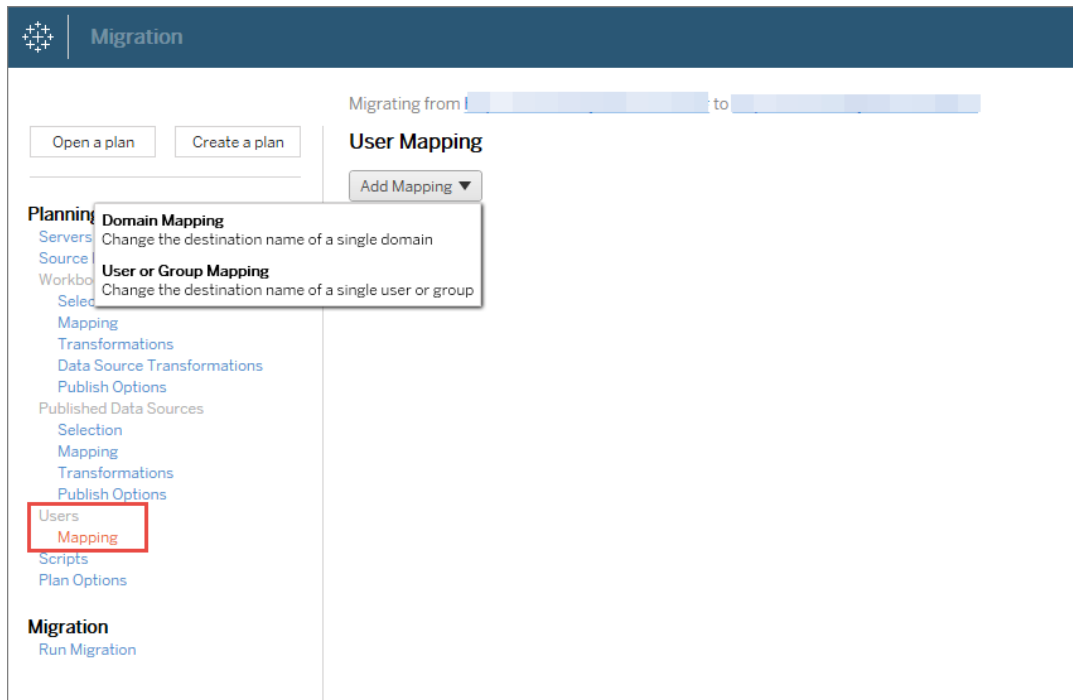 Migration
Migrating from to
Open a plan
Create a plan
User Mapping
Add Mapping ▼
Planning
Domain Mapping
Change the destination name of a single domain
User or Group Mapping
Change the destination name of a single user or group
Servers
Source
Mapping
Transformations
Data Source Transformations
Publish Options
Published Data Sources
Selection
Mapping
Transformations
Publish Options
Users
Mapping
Scripts
Plan Options
Migration
Run Migration